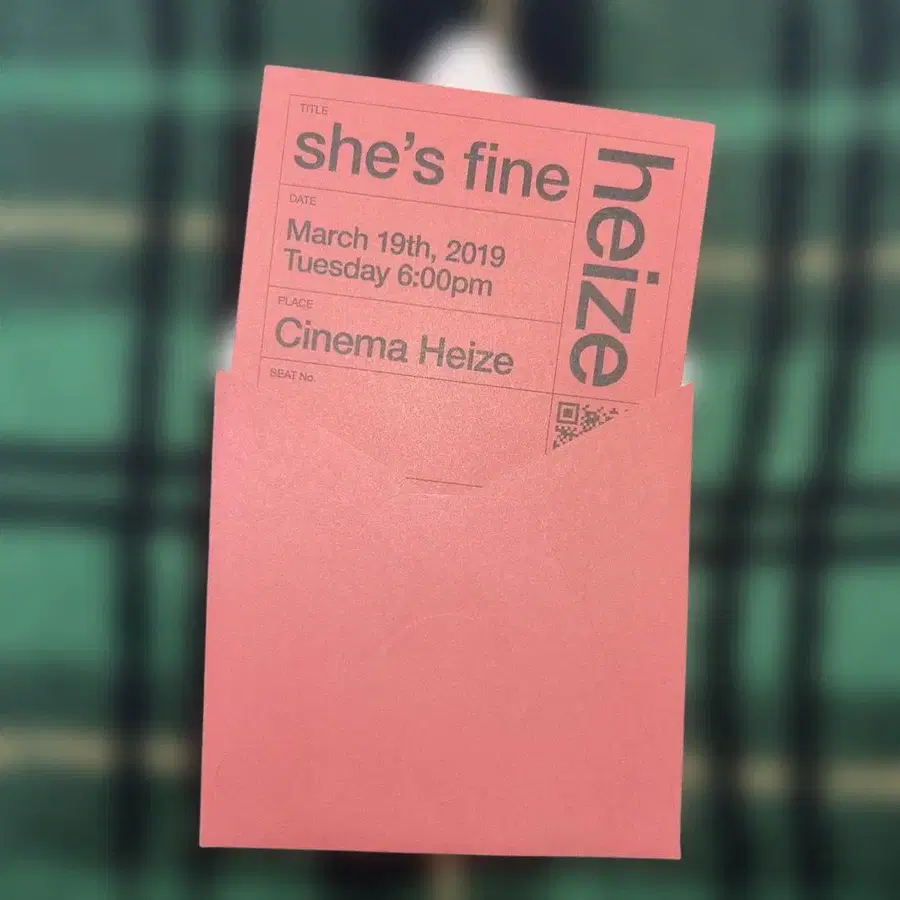 TITLE
she's fine
DATE
March 19th, 2019
Tuesday 6:00pm
PLACE
Cinema Heize
SEAT No.
heize